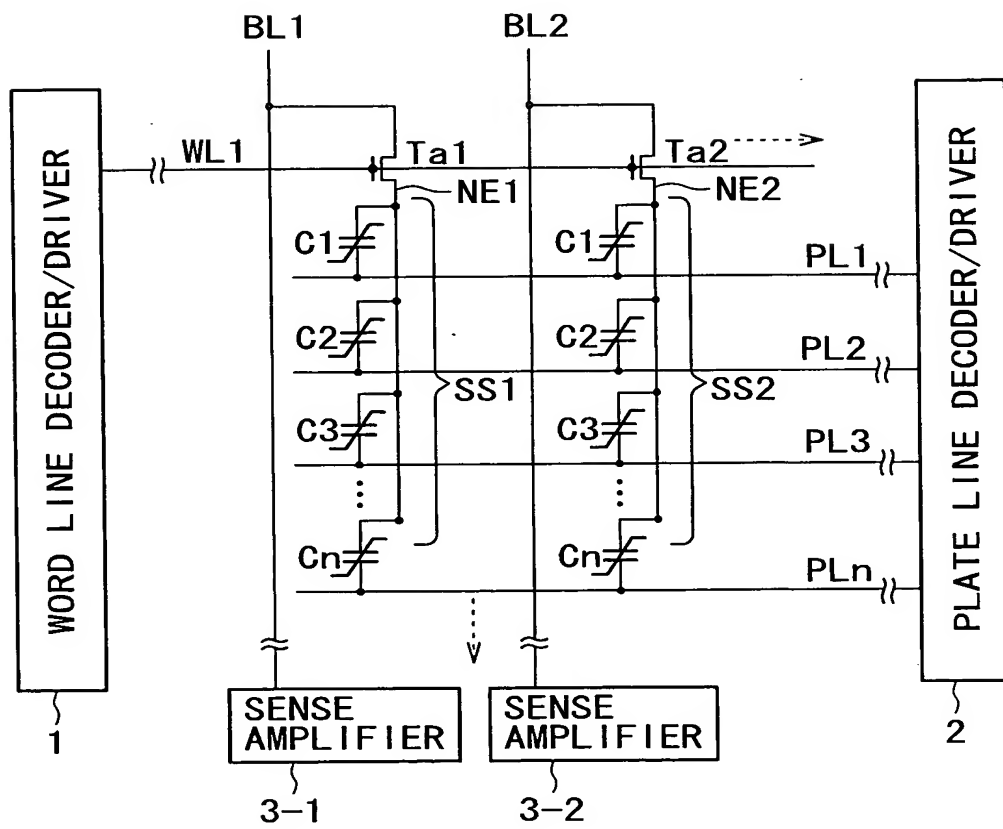 BL1
BL2
WORD LINE DECODER/DRIVER
PLATE LINE DECODER/DRIVER
WL1
Ta1
Ta2
NE1
NE2
C1
C1
PL1
C2
C2
PL2
SS1
SS2
C3
C3
PL3
Cn
Cn
PLn
SENSE
AMPLIFIER
SENSE
AMPLIFIER
1
2
3-1
3-2